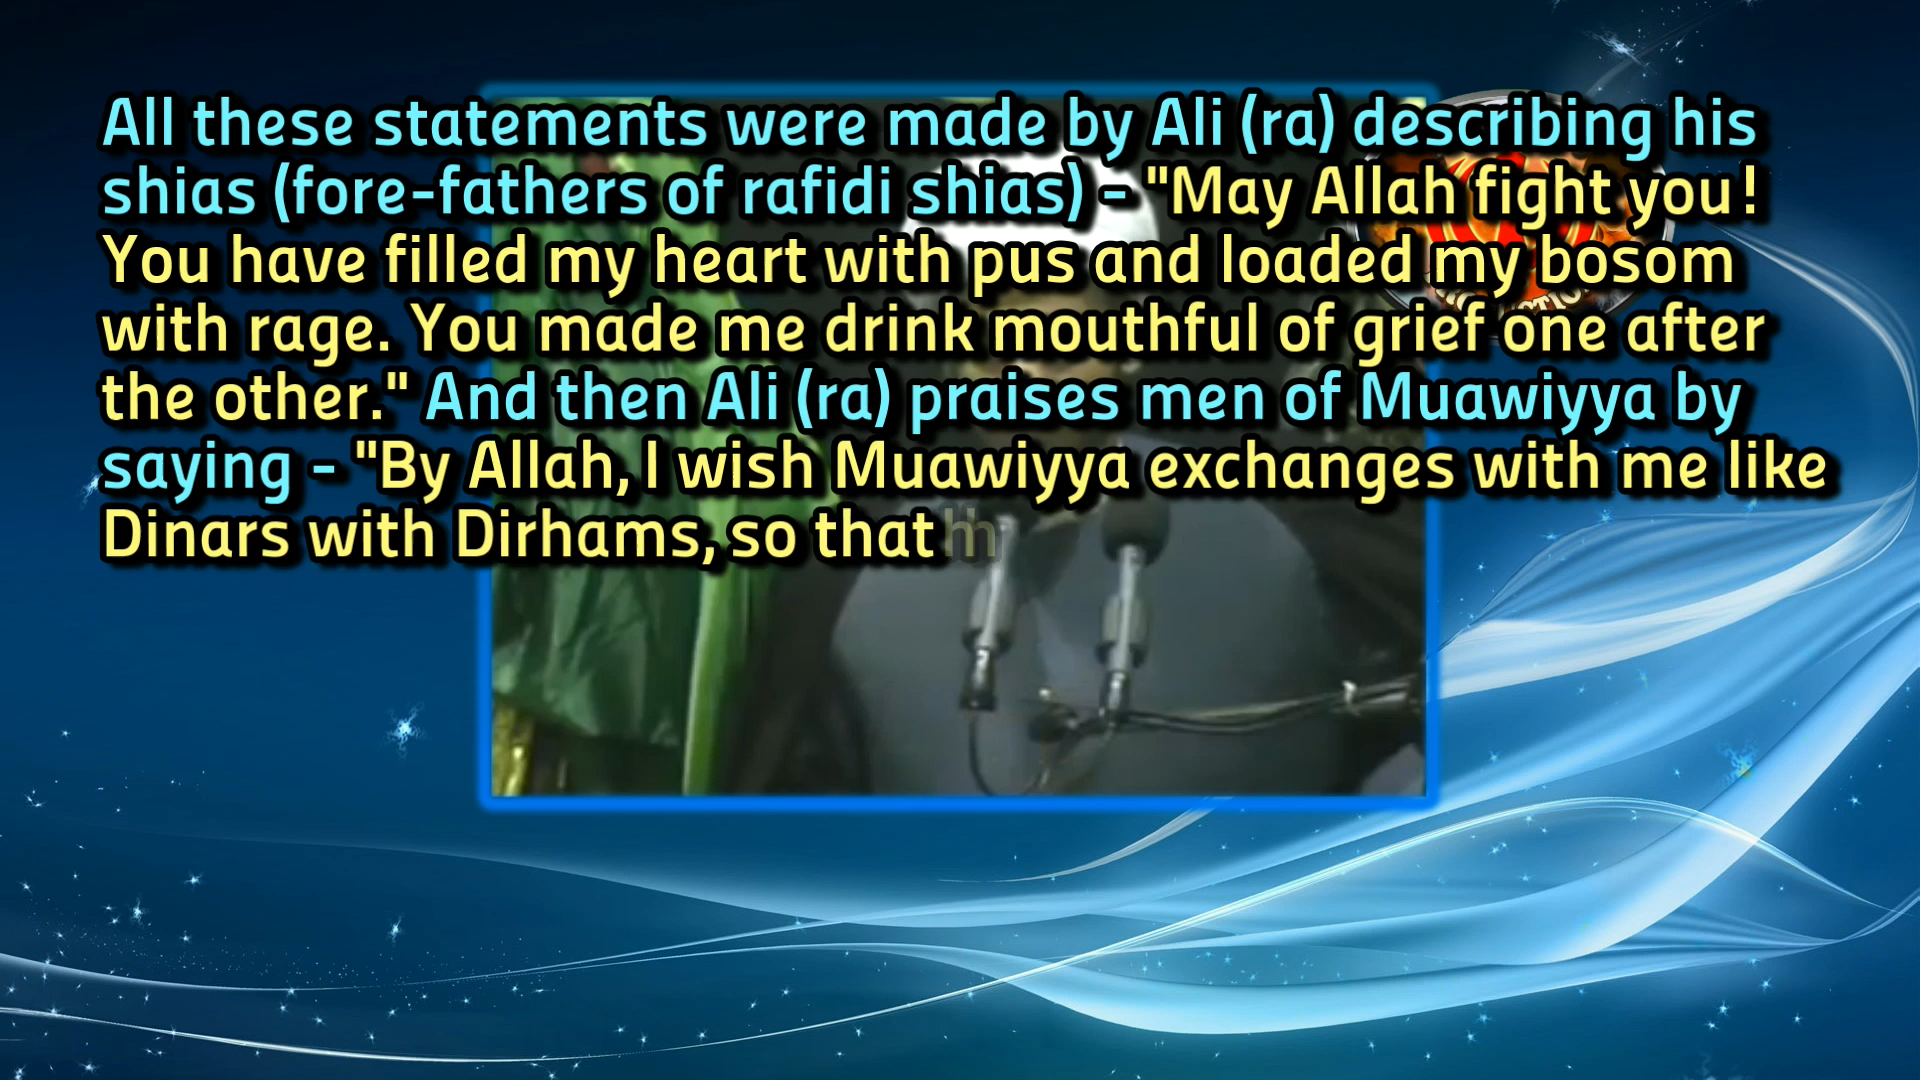 All these statements were made by Ali (ra) describing his
shias (fore-fathers of rafidi shias) - "May Allah fight you!
You have filled my heart with pus and loaded my bosom
with rage. You made me drink mouthful of grief one after
the other." And then Ali (ra) praises men of Muawiyya by
saying - "By Allah, I wish Muawiyya exchanges with me like
Dinars with Dirhams, so that